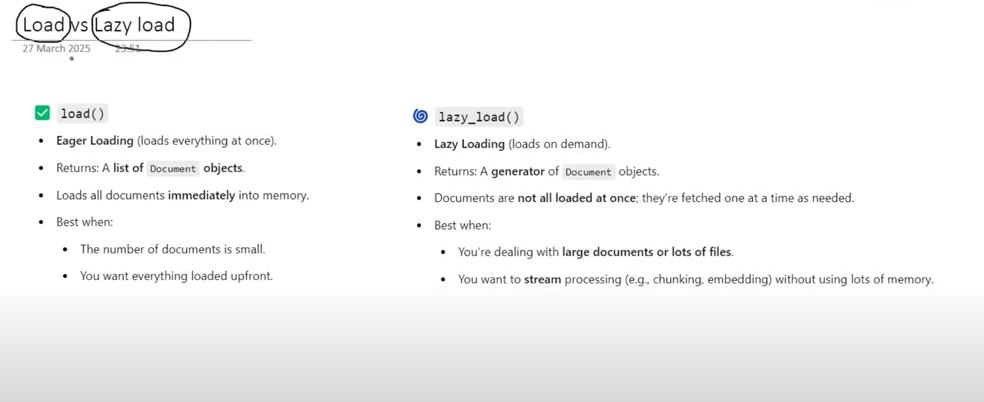 Load vs Lazy load
27 March 2025 23:51
load()
Eager Loading (loads everything at once).
Returns: A list of Document objects.
Loads all documents immediately into memory.
Best when:
The number of documents is small.
You want everything loaded upfront.
lazy_load()
Lazy Loading (loads on demand).
Returns: A generator of Document objects.
Documents are not all loaded at once; they're fetched one at a time as needed.
Best when:
You're dealing with large documents or lots of files.
You want to stream processing (e.g., chunking, embedding) without using lots of memory.